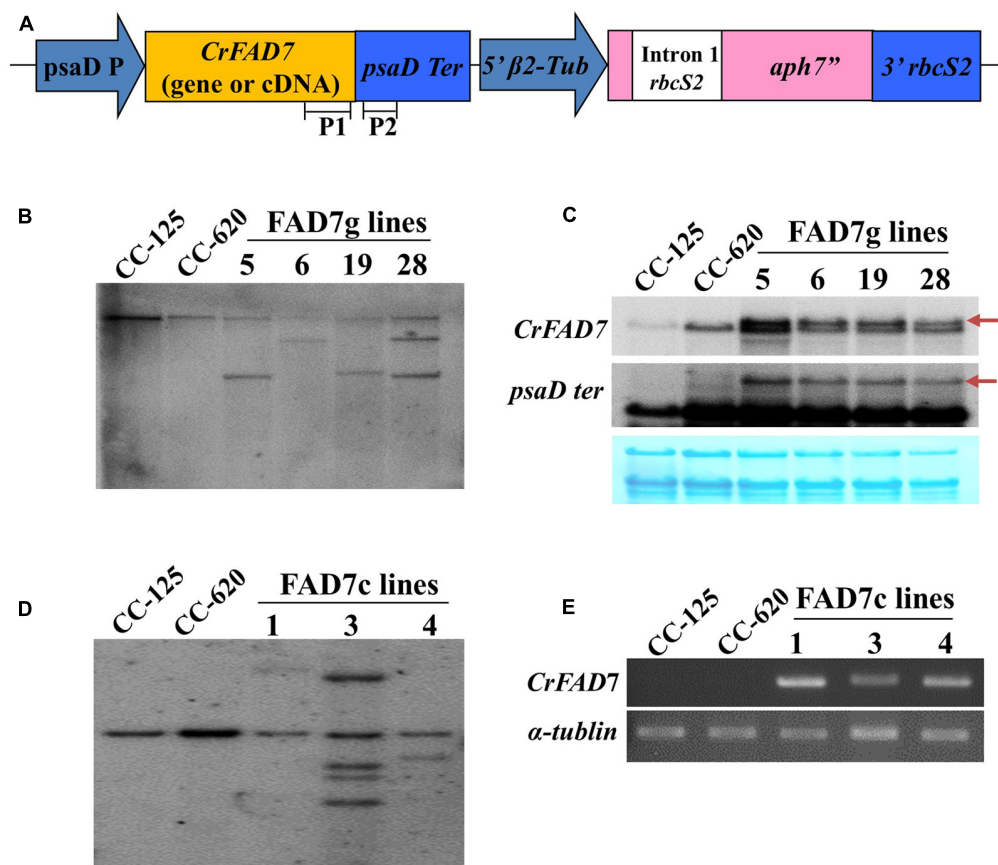 A
psaD P
CrFAD7
(gene or cDNA)
psaD Ter
5' β2-Tub
Intron 1
rbcS2
aph7”
3' rbcS2
P1
P2
B
CC-125
CC-620
FAD7g lines
5 6 19 28
C
CC-125
CC-620
FAD7g lines
5 6 19 28
CrFAD7
psaD ter
D
CC-125
CC-620
FAD7c lines
1 3 4
E
CC-125
CC-620
FAD7c lines
1 3 4
CrFAD7
α-tublin